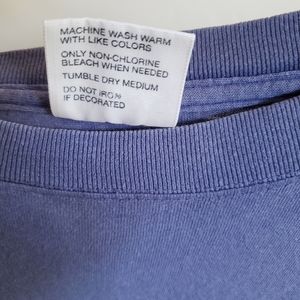 MACHINE WASH WARM
WITH LIKE COLORS
ONLY NON-CHLORINE
BLEACH WHEN NEEDED
TUMBLE DRY MEDIUM
DO NOT IRON
IF DECORATED